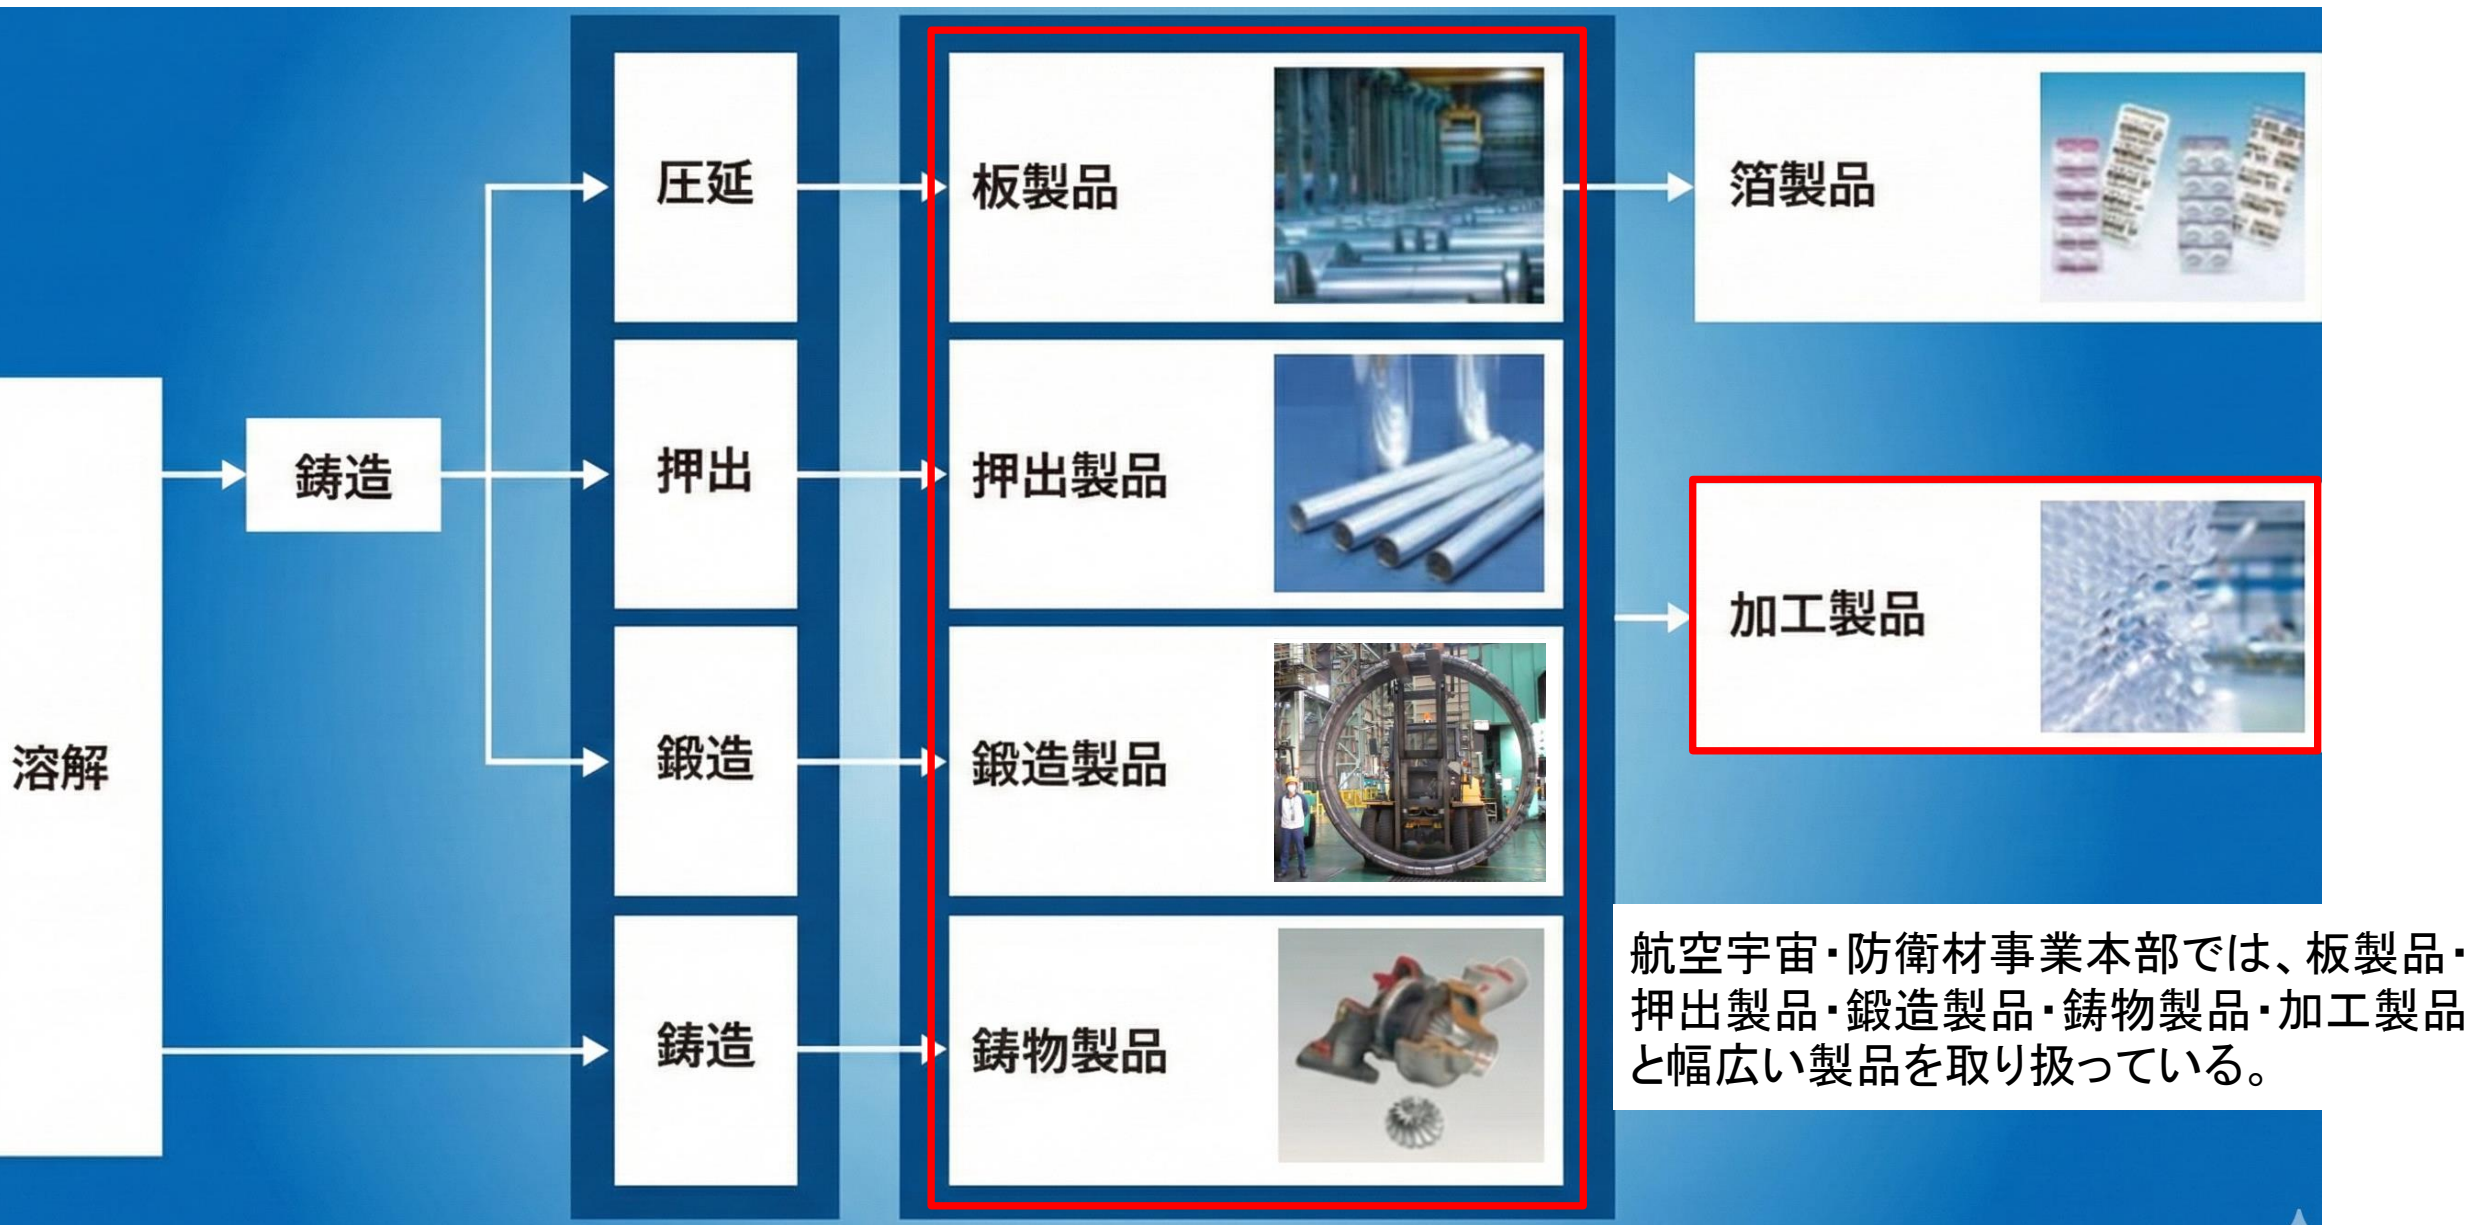 溶解
鋳造
圧延
押出
鍛造
鋳造
板製品
押出製品
鍛造製品
鋳物製品
箔製品
加工製品
航空宇宙・防衛材事業本部では、板製品・
押出製品・鍛造製品・鋳物製品・加工製品
と幅広い製品を取り扱っている。